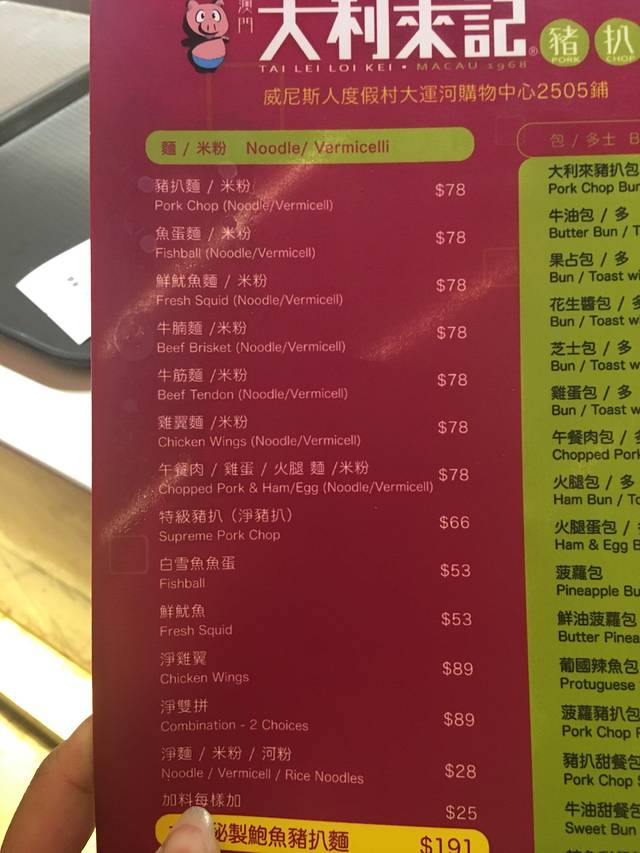 澳門
大利來記®
豬 扒
PORK CHOP
TAI LEI LOI KEI • MACAU 1968
威尼斯人度假村大運河購物中心2505鋪
麵 / 米粉 Noodle/ Vermicelli
豬扒麵 / 米粉 $78
Pork Chop (Noodle/Vermicell)
魚蛋麵 / 米粉 $78
Fishball (Noodle/Vermicell)
鮮魷魚麵 / 米粉 $78
Fresh Squid (Noodle/Vermicell)
牛腩麵 /米粉 $78
Beef Brisket (Noodle/Vermicell)
牛筋麵 /米粉 $78
Beef Tendon (Noodle/Vermicell)
雞翼麵 /米粉 $78
Chicken Wings (Noodle/Vermicell)
午餐肉 / 雞蛋 / 火腿 麵 /米粉 $78
Chopped Pork & Ham/Egg (Noodle/Vermicell)
特級豬扒（淨豬扒） $66
Supreme Pork Chop
白雪魚魚蛋 $53
Fishball
鮮魷魚 $53
Fresh Squid
淨雞翼 $89
Chicken Wings
淨雙拼 $89
Combination - 2 Choices
淨麵 / 米粉 / 河粉 $28
Noodle / Vermicell / Rice Noodles
加料每樣加 $25
秘製鮑魚豬扒麵 $191
包 / 多士 B
大利來豬扒包
Pork Chop Bun
牛油包 / 多
Butter Bun / T
果占包 / 多
Bun / Toast wi
花生醬包 / 多
Bun / Toast w
芝士包 / 多
Bun / Toast w
雞蛋包 / 多
Bun / Toast w
午餐肉包 /
Chopped Pork
火腿包 / 多
Ham Bun / To
火腿蛋包 /
Ham & Egg B
菠蘿包
Pineapple Bu
鮮油菠蘿包
Butter Pinea
葡國辣魚包
Protuguese
菠蘿豬扒包
Pork Chop P
豬扒甜餐包
Pork Chop S
牛油甜餐包
Sweet Bun